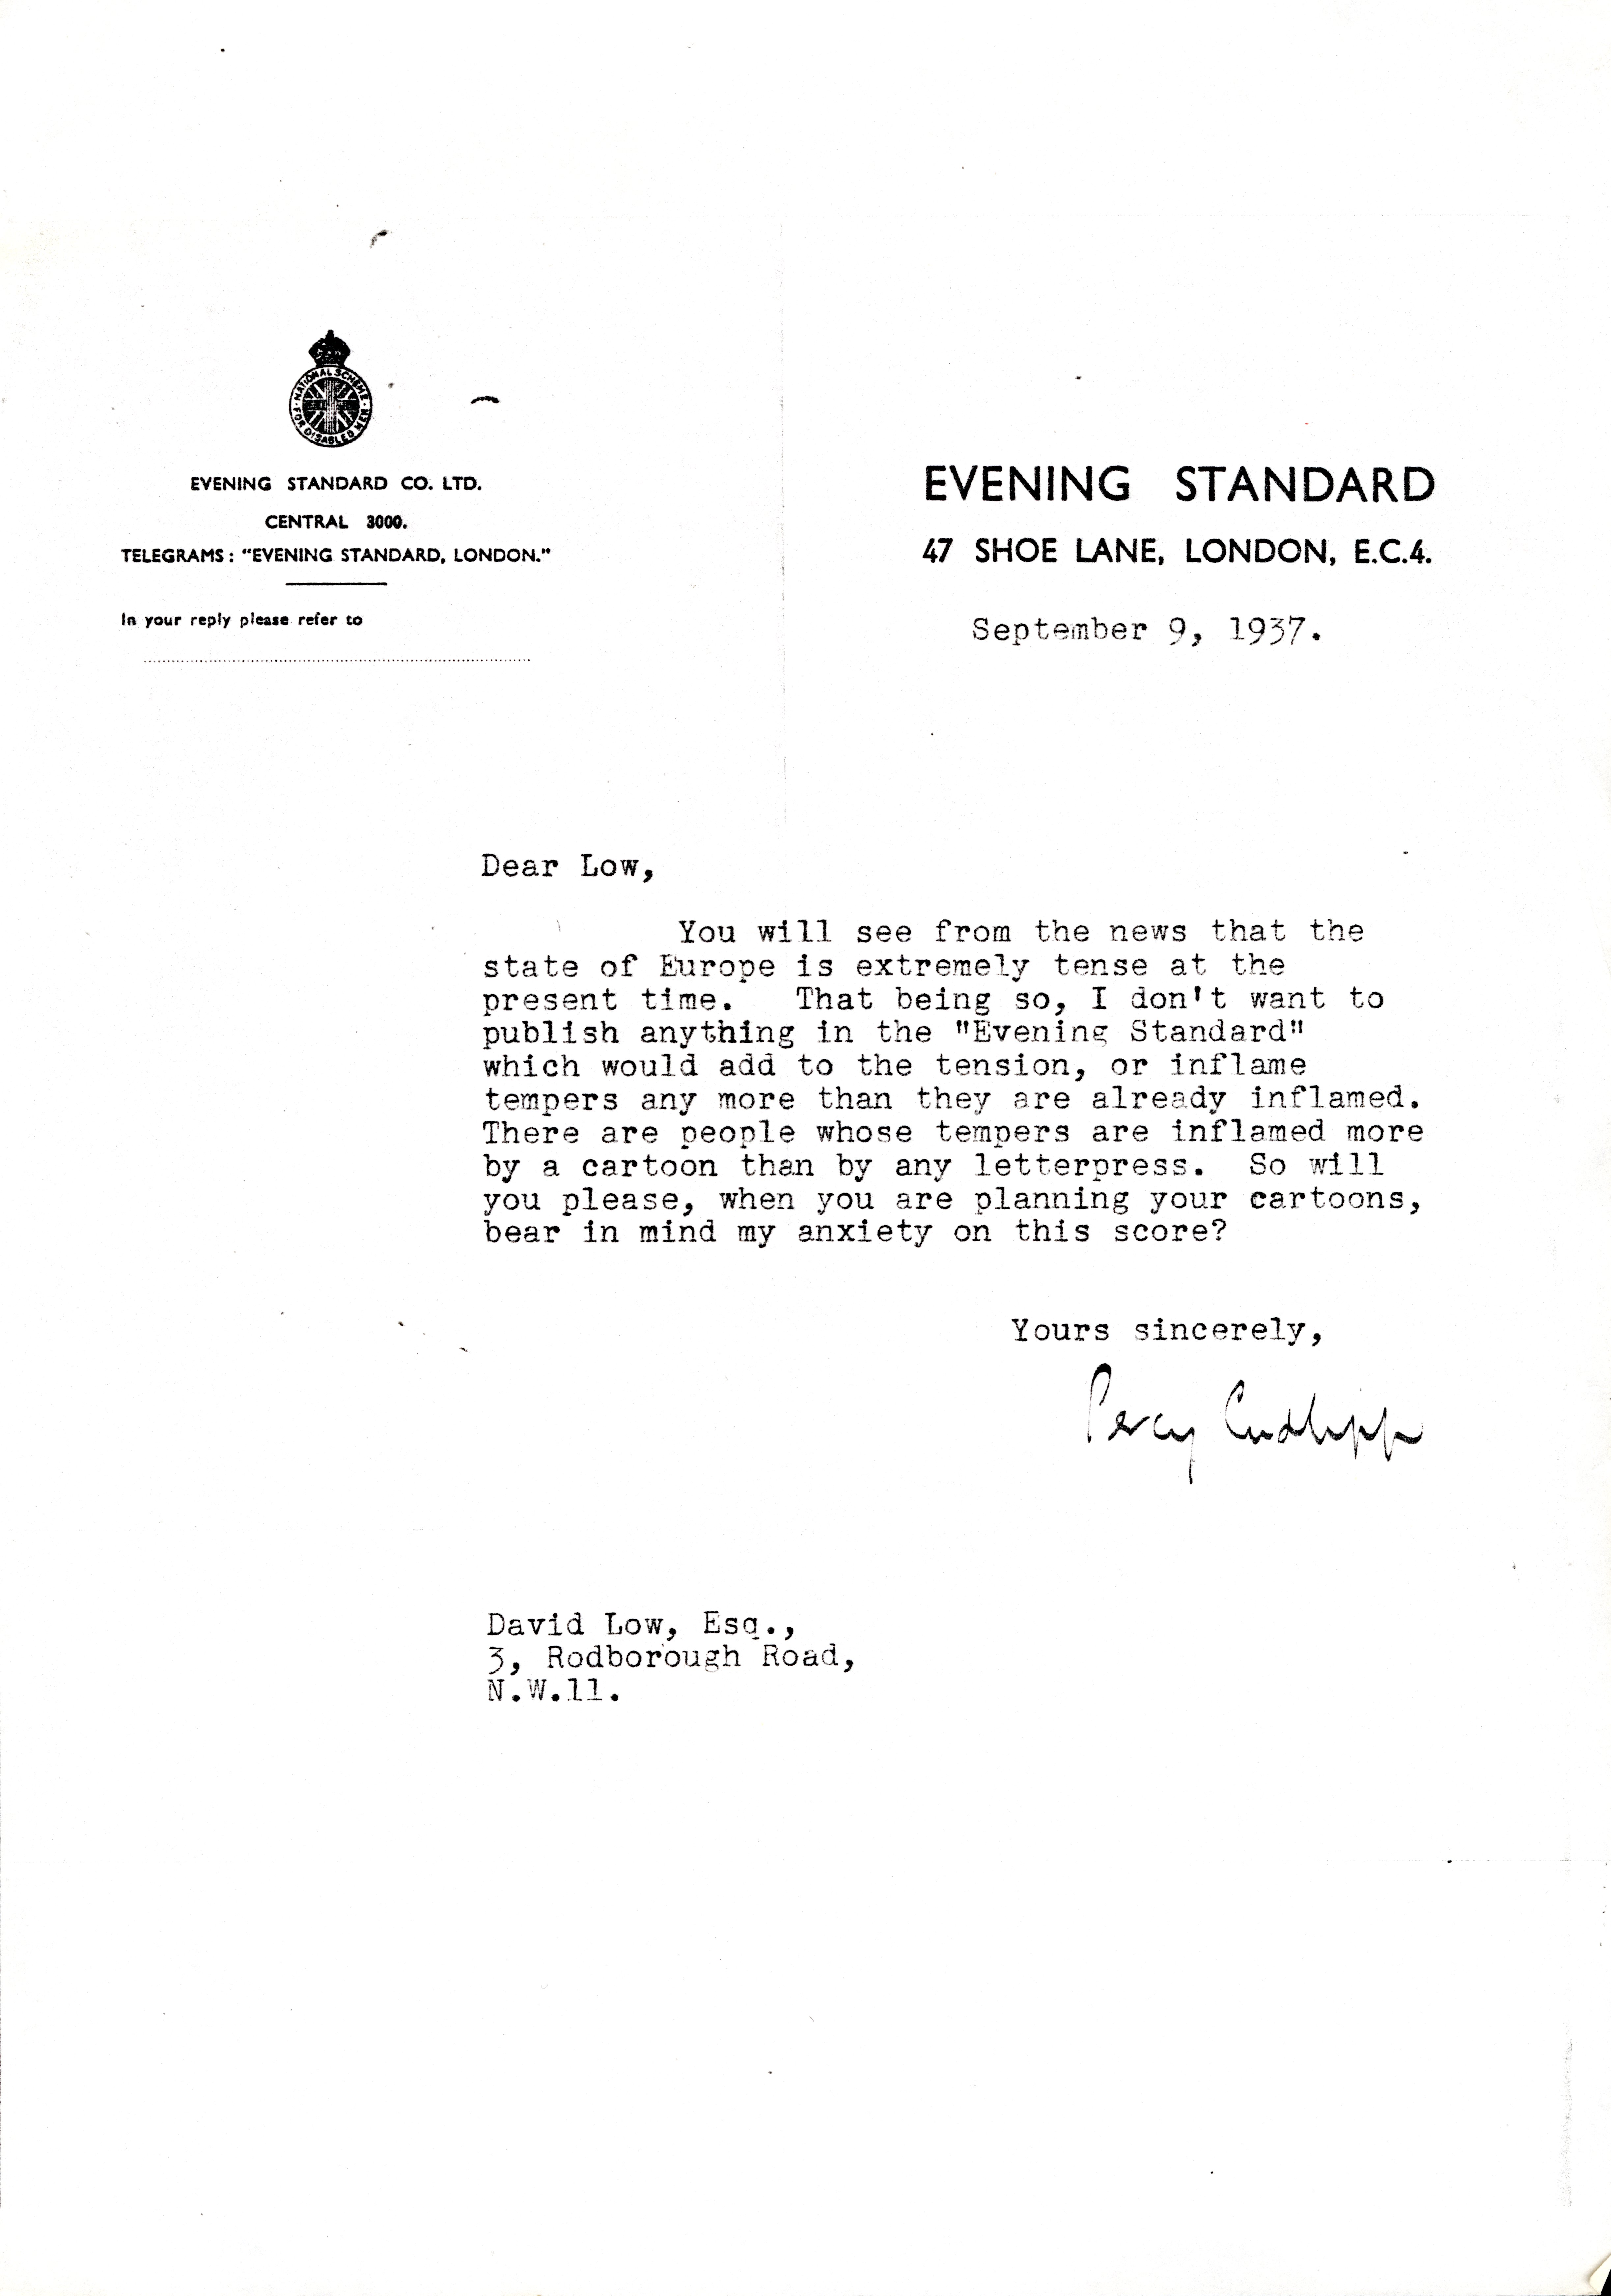 NATIONAL SCHEME
FOR DISABLED MEN
EVENING STANDARD CO. LTD.
CENTRAL 3000.
TELEGRAMS: "EVENING STANDARD, LONDON."
In your reply please refer to
EVENING STANDARD
47 SHOE LANE, LONDON, E.C.4.
September 9, 1937.
Dear Low,
You will see from the news that the
state of Europe is extremely tense at the
present time. That being so, I don't want to
publish anything in the "Evening Standard"
which would add to the tension, or inflame
tempers any more than they are already inflamed.
There are people whose tempers are inflamed more
by a cartoon than by any letterpress. So will
you please, when you are planning your cartoons,
bear in mind my anxiety on this score?
Yours sincerely,
Percy Cudlipp
David Low, Esq.,
3, Rodborough Road,
N.W.11.